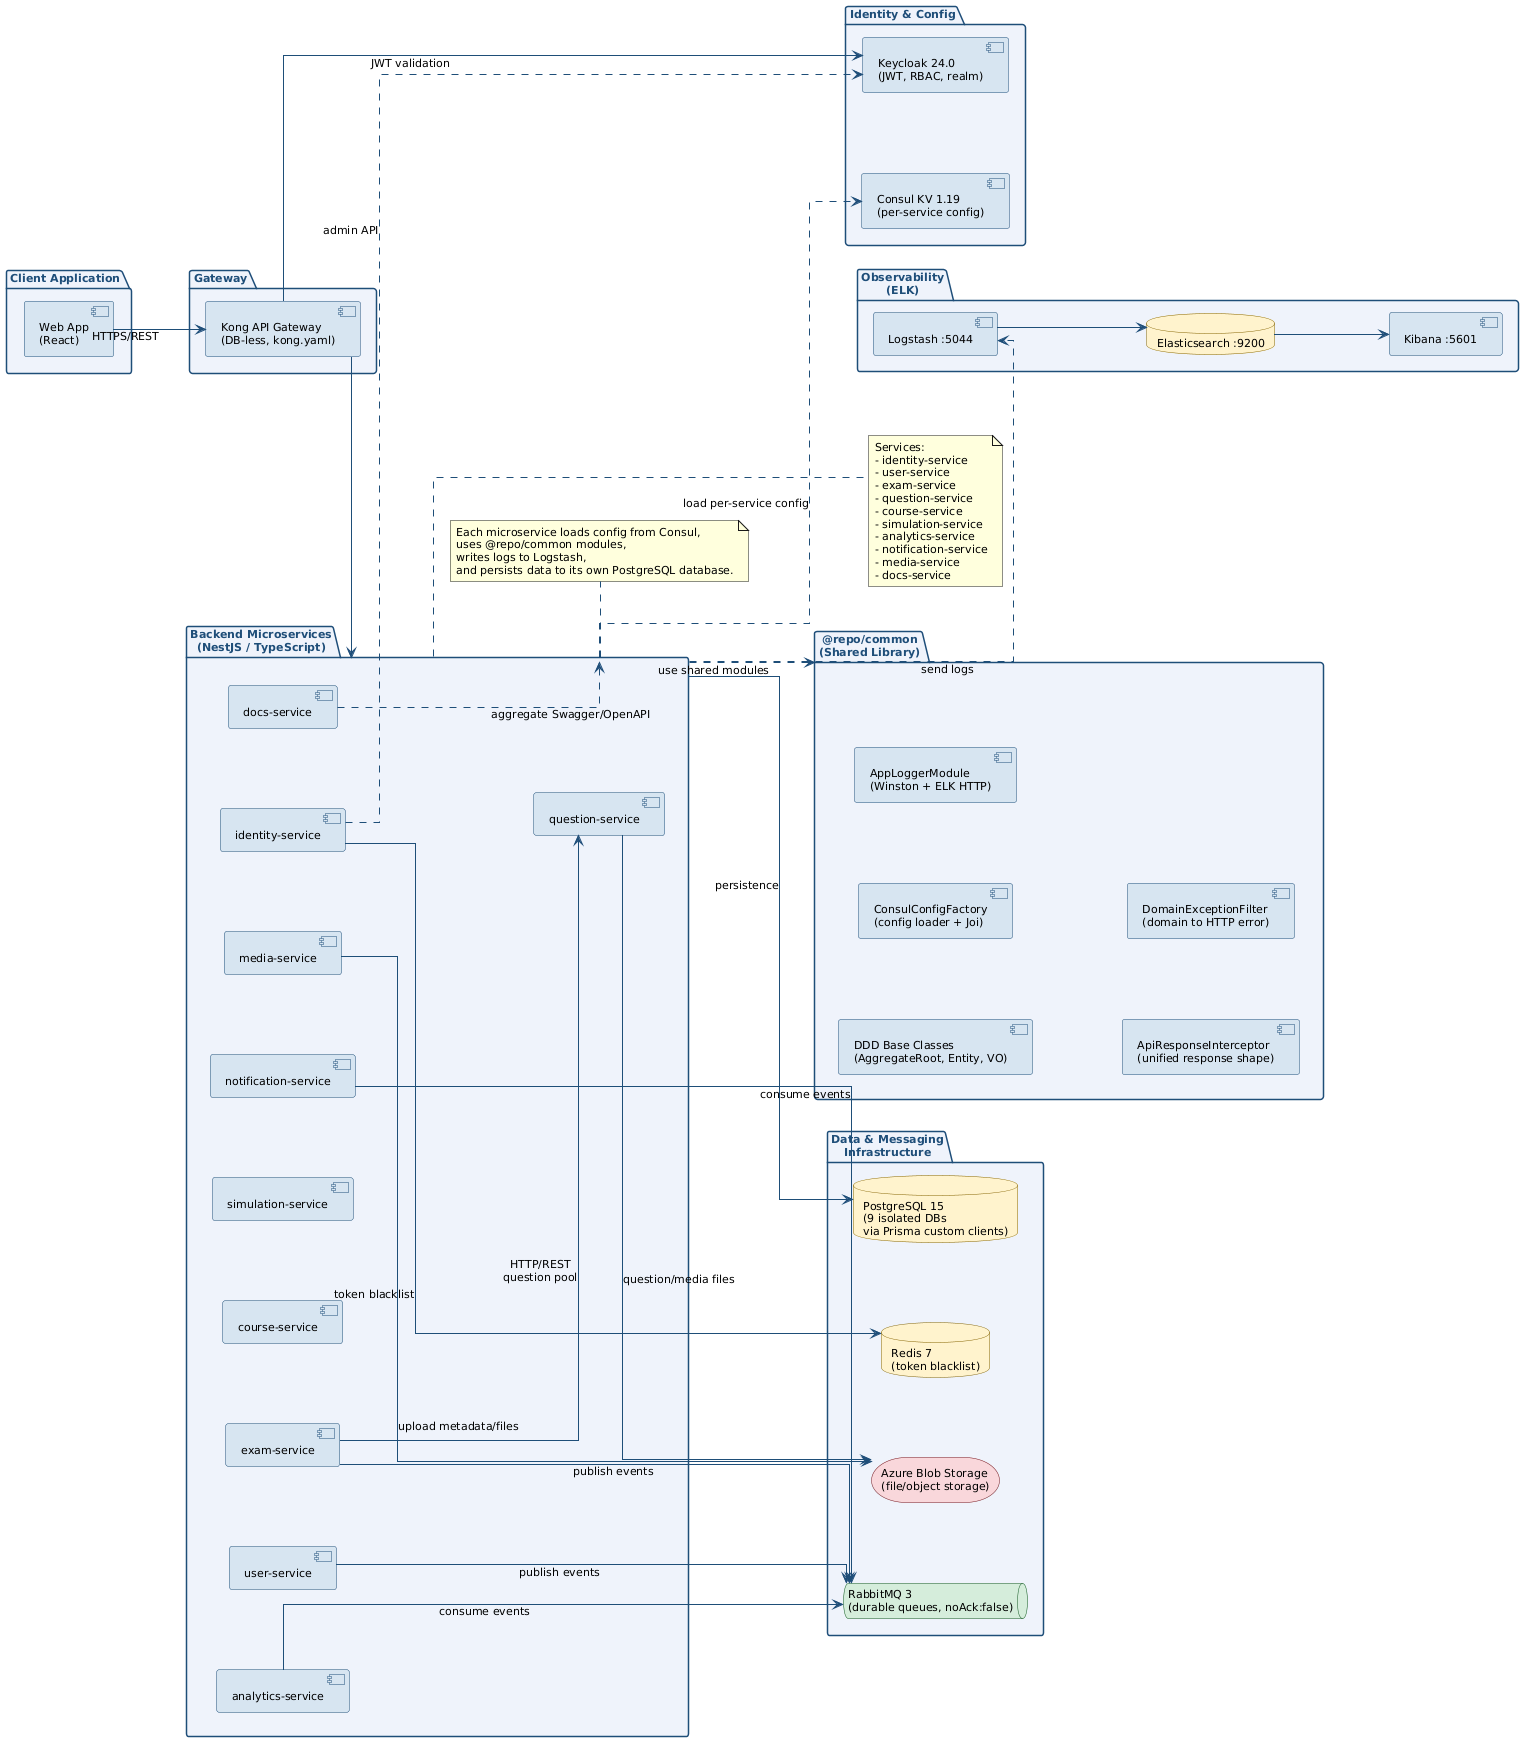 Identity & Config
Keycloak 24.0
(JWT, RBAC, realm)
JWT validation
Consul KV 1.19
(per-service config)
admin API
Client Application
Web App
(React)
HTTPS/REST
Gateway
Kong API Gateway
(DB-less, kong.yaml)
Observability
(ELK)
Logstash :5044
Elasticsearch :9200
Kibana :5601
Services:
- identity-service
- user-service
- exam-service
- question-service
- course-service
- simulation-service
- analytics-service
- notification-service
- media-service
- docs-service
load per-service config
Each microservice loads config from Consul,
uses @repo/common modules,
writes logs to Logstash,
and persists data to its own PostgreSQL database.
Backend Microservices
(NestJS / TypeScript)
@repo/common
(Shared Library)
use shared modules
send logs
docs-service
aggregate Swagger/OpenAPI
identity-service
question-service
media-service
notification-service
simulation-service
course-service
exam-service
user-service
analytics-service
persistence
AppLoggerModule
(Winston + ELK HTTP)
ConsulConfigFactory
(config loader + Joi)
DomainExceptionFilter
(domain to HTTP error)
DDD Base Classes
(AggregateRoot, Entity, VO)
ApiResponseInterceptor
(unified response shape)
consume events
Data & Messaging
Infrastructure
PostgreSQL 15
(9 isolated DBs
via Prisma custom clients)
HTTP/REST
question pool
question/media files
token blacklist
Redis 7
(token blacklist)
upload metadata/files
publish events
Azure Blob Storage
(file/object storage)
publish events
consume events
RabbitMQ 3
(durable queues, noAck:false)